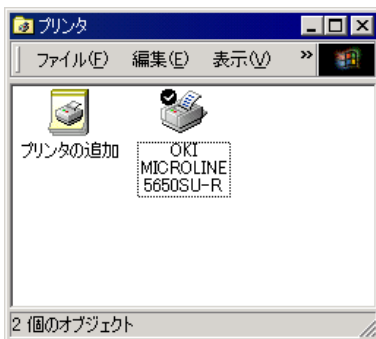 プリンタ
ファイル(F) 編集(E) 表示(V) »
プリンタの追加
OKI
MICROLINE
5650SU-R
2 個のオブジェクト